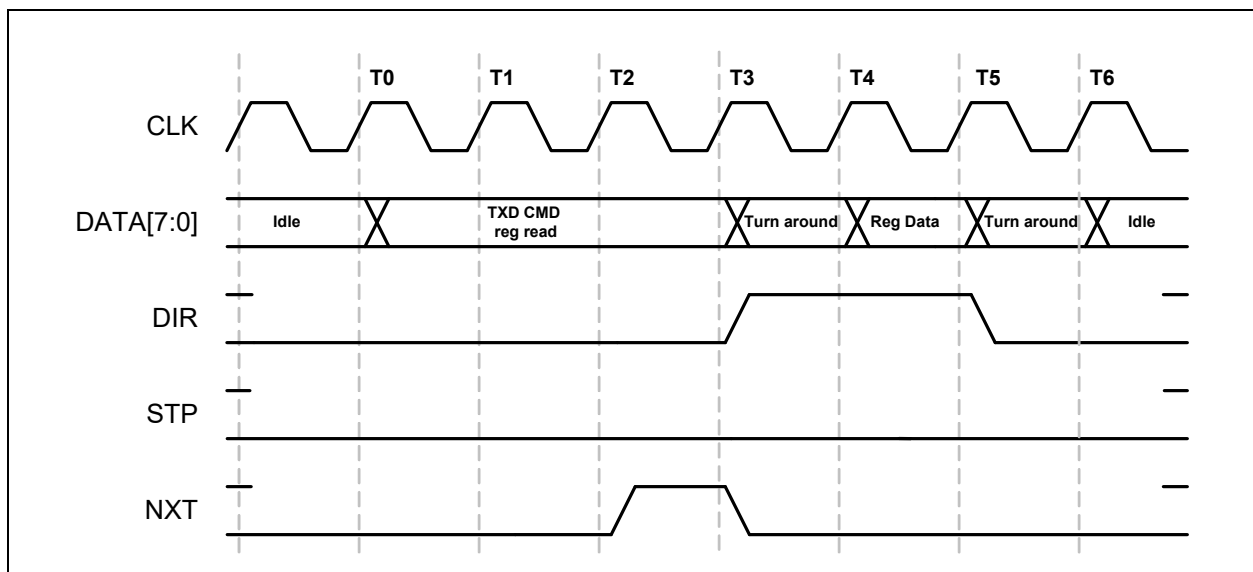 T0 T1 T2 T3 T4 T5 T6
CLK
DATA[7:0] Idle TXD CMD Turn around Reg Data Turn around Idle
reg read
DIR
STP
NXT